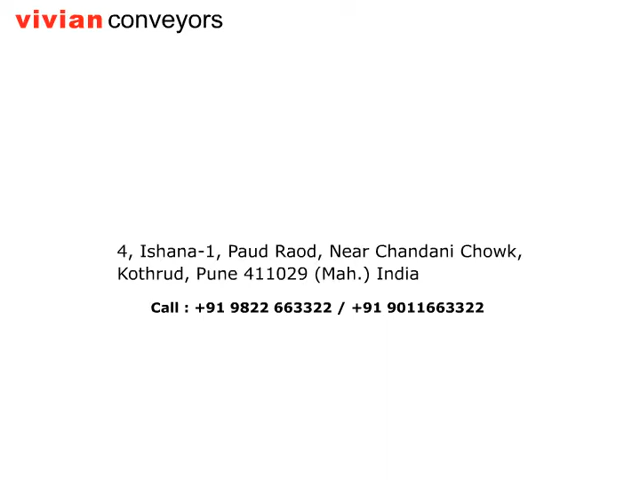 vivian conveyors
4, Ishana-1, Paud Raod, Near Chandani Chowk,
Kothrud, Pune 411029 (Mah.) India
Call : +91 9822 663322 / +91 9011663322